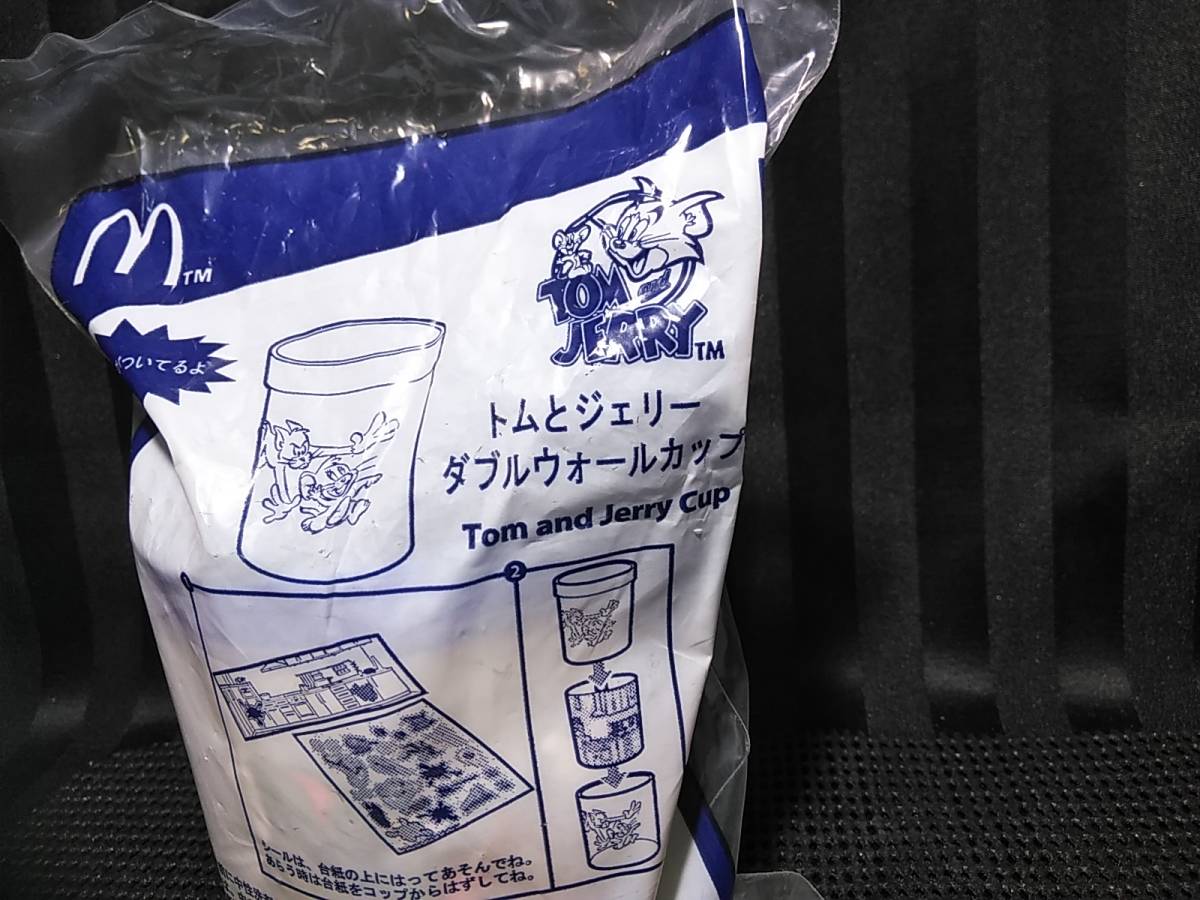 M TM
TOM and
JERRY TM
ついてるよ
トムとジェリー
ダブルウォールカップ
Tom and Jerry Cup
2
シールは、台紙の上にはってあそんでね。
あらう時は台紙をコップからはずしてね。